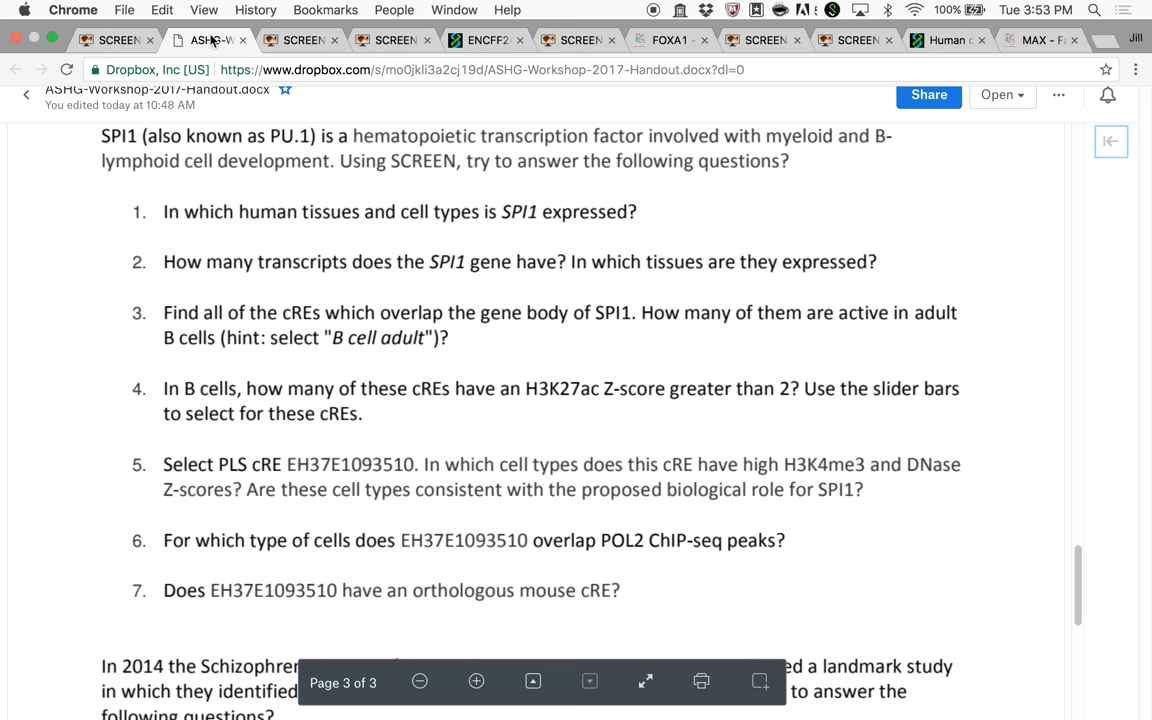 Chrome File Edit View History Bookmarks People Window Help 100% Tue 3:53 PM
SCREEN × ASHG-W × SCREEN × SCREEN × ENCFF2 × SCREEN × FOXA1 - × SCREEN × SCREEN × Human c × MAX - F × Jill
Dropbox, Inc [US] https://www.dropbox.com/s/mo0jkli3a2cj19d/ASHG-Workshop-2017-Handout.docx?dl=0
ASHG-Workshop-2017-Handout.docx
You edited today at 10:48 AM
Share Open
SPI1 (also known as PU.1) is a hematopoietic transcription factor involved with myeloid and B-
lymphoid cell development. Using SCREEN, try to answer the following questions?
1. In which human tissues and cell types is SPI1 expressed?
2. How many transcripts does the SPI1 gene have? In which tissues are they expressed?
3. Find all of the cREs which overlap the gene body of SPI1. How many of them are active in adult
B cells (hint: select "B cell adult")?
4. In B cells, how many of these cREs have an H3K27ac Z-score greater than 2? Use the slider bars
to select for these cREs.
5. Select PLS cRE EH37E1093510. In which cell types does this cRE have high H3K4me3 and DNase
Z-scores? Are these cell types consistent with the proposed biological role for SPI1?
6. For which type of cells does EH37E1093510 overlap POL2 ChIP-seq peaks?
7. Does EH37E1093510 have an orthologous mouse cRE?
In 2014 the Schizophre ed a landmark study
in which they identified to answer the
following questions?
Page 3 of 3